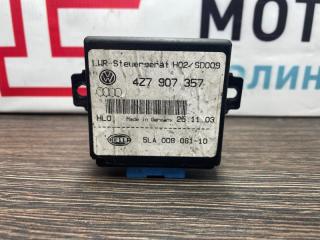 МОТ
олин
LWR-Steuergerät H02/SD009
4Z7 907 357
HLO Made in Germany 26.11.03
HELLA 5LA 008 061-10